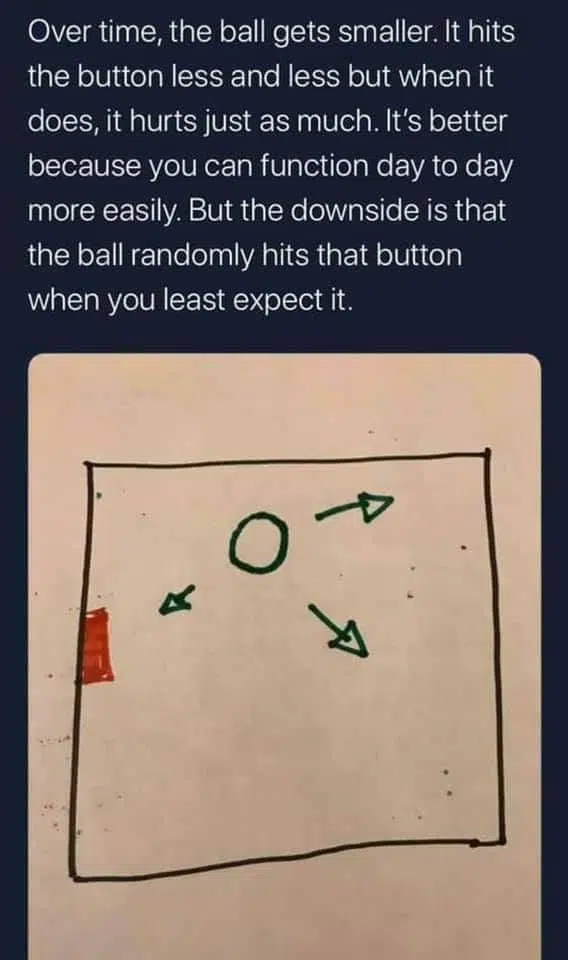 Over time, the ball gets smaller. It hits
the button less and less but when it
does, it hurts just as much. It’s better
because you can function day to day
more easily. But the downside is that
the ball randomly hits that button
when you least expect it.